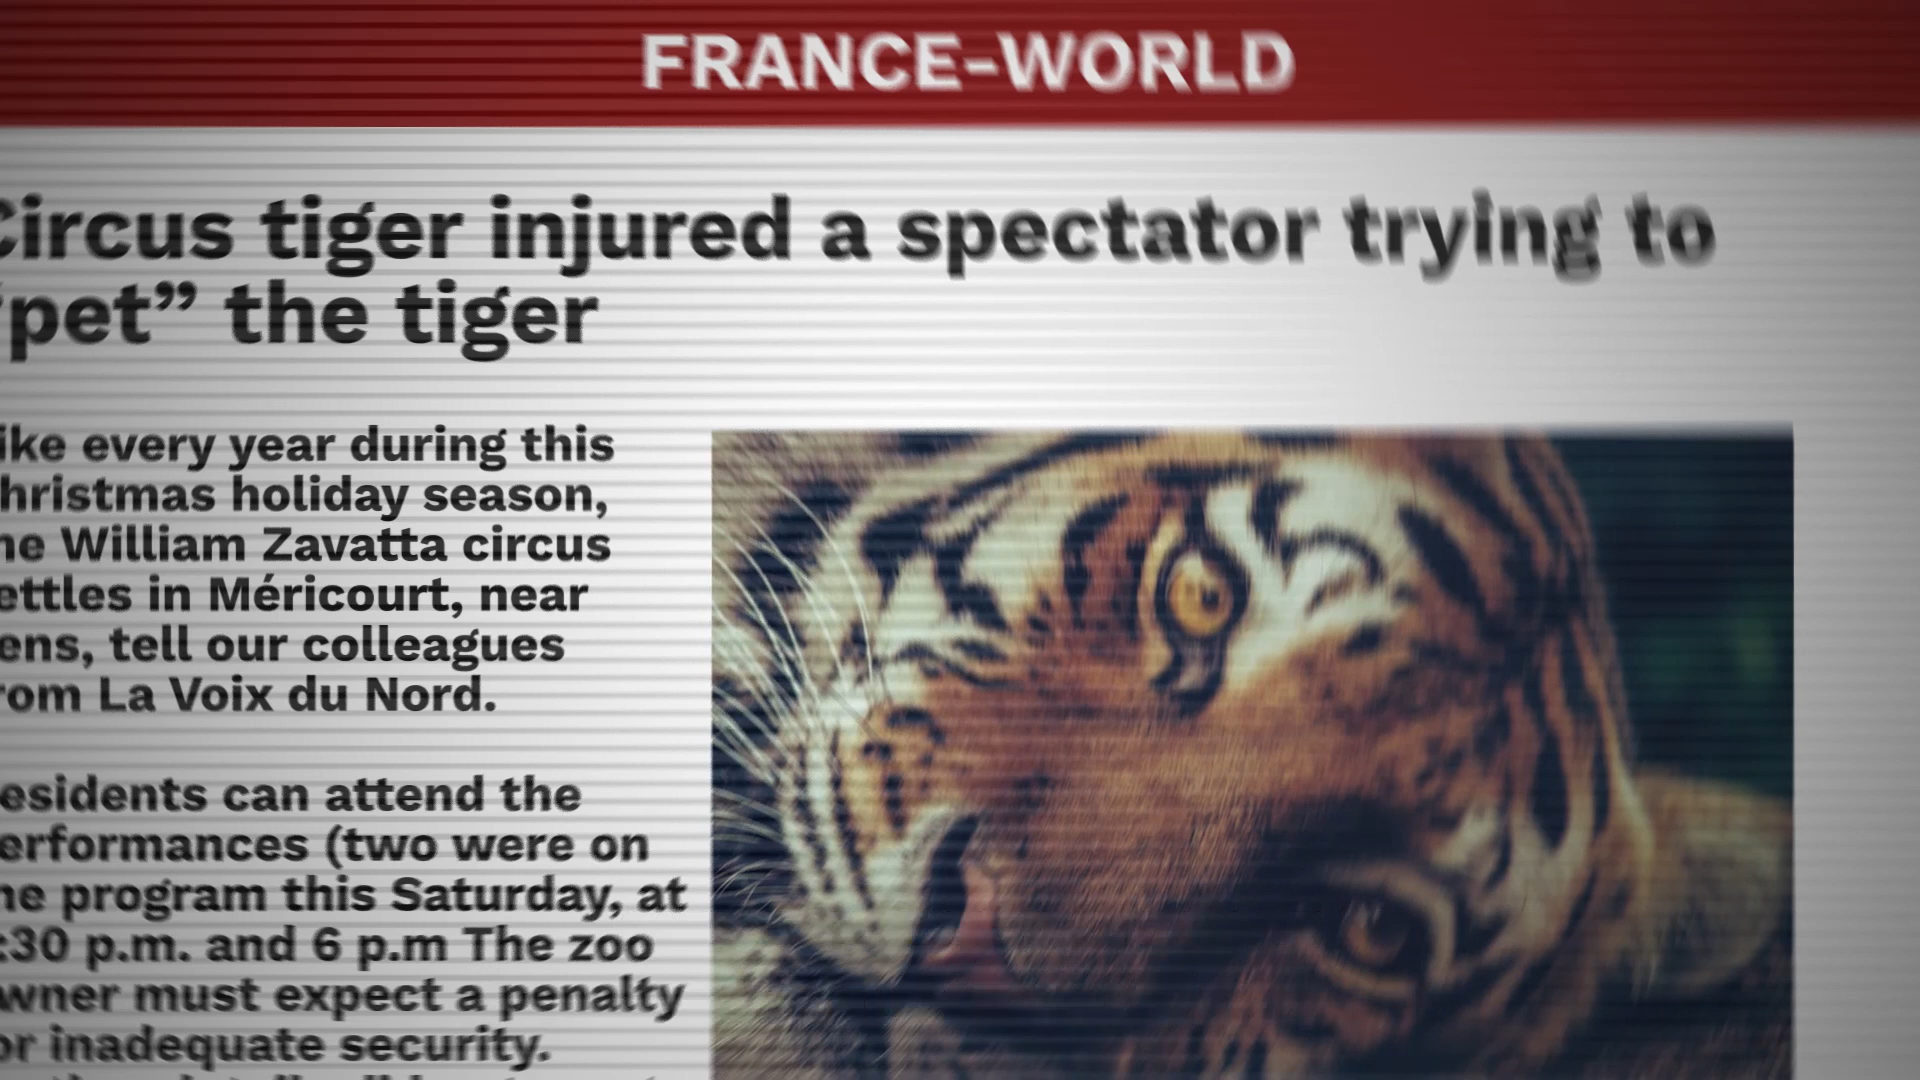 FRANCE-WORLD
Circus tiger injured a spectator trying to
“pet” the tiger
ike every year during this
hristmas holiday season,
he William Zavatta circus
ettles in Méricourt, near
ens, tell our colleagues
rom La Voix du Nord.
esidents can attend the
erformances (two were on
he program this Saturday, at
:30 p.m. and 6 p.m The zoo
wner must expect a penalty
or inadequate security.